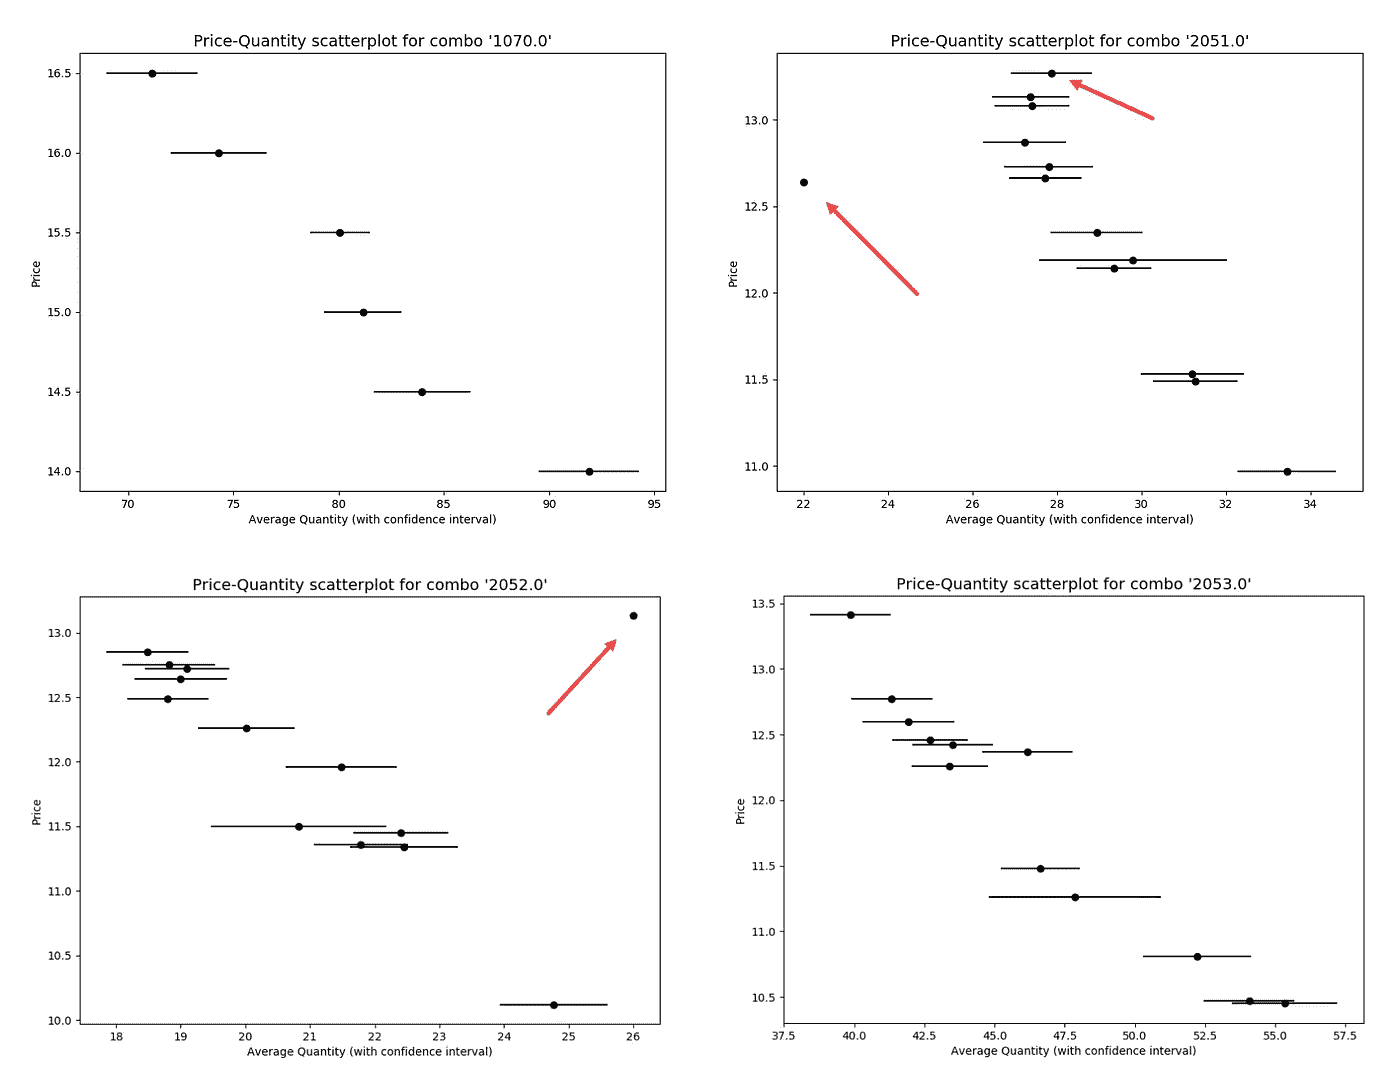 Price-Quantity scatterplot for combo '1070.0'
16.5
16.0
15.5
15.0
14.5
14.0
Price
70 75 80 85 90 95
Average Quantity (with confidence interval)
Price-Quantity scatterplot for combo '2051.0'
13.0
12.5
12.0
11.5
11.0
Price
22 24 26 28 30 32 34
Average Quantity (with confidence interval)
Price-Quantity scatterplot for combo '2052.0'
13.0
12.5
12.0
11.5
11.0
10.5
10.0
Price
18 19 20 21 22 23 24 25 26
Average Quantity (with confidence interval)
Price-Quantity scatterplot for combo '2053.0'
13.5
13.0
12.5
12.0
11.5
11.0
10.5
Price
37.5 40.0 42.5 45.0 47.5 50.0 52.5 55.0 57.5
Average Quantity (with confidence interval)